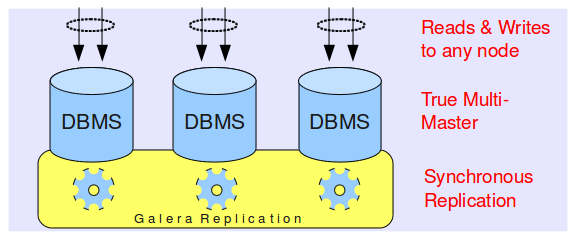 Reads & Writes
to any node
DBMS
DBMS
DBMS
True Multi-
Master
Synchronous
Replication
Galera Replication